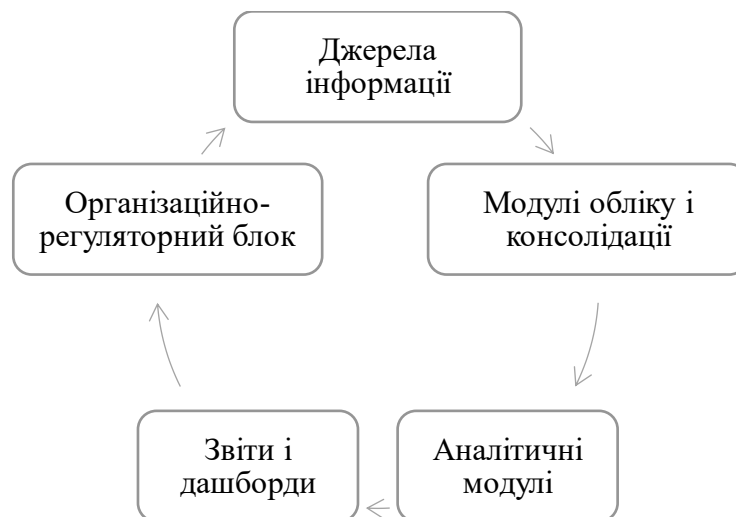 Джерела
інформації
Модулі обліку і
консолідації
Аналітичні
модулі
Звіти і
дашборди
Організаційно-
регуляторний блок